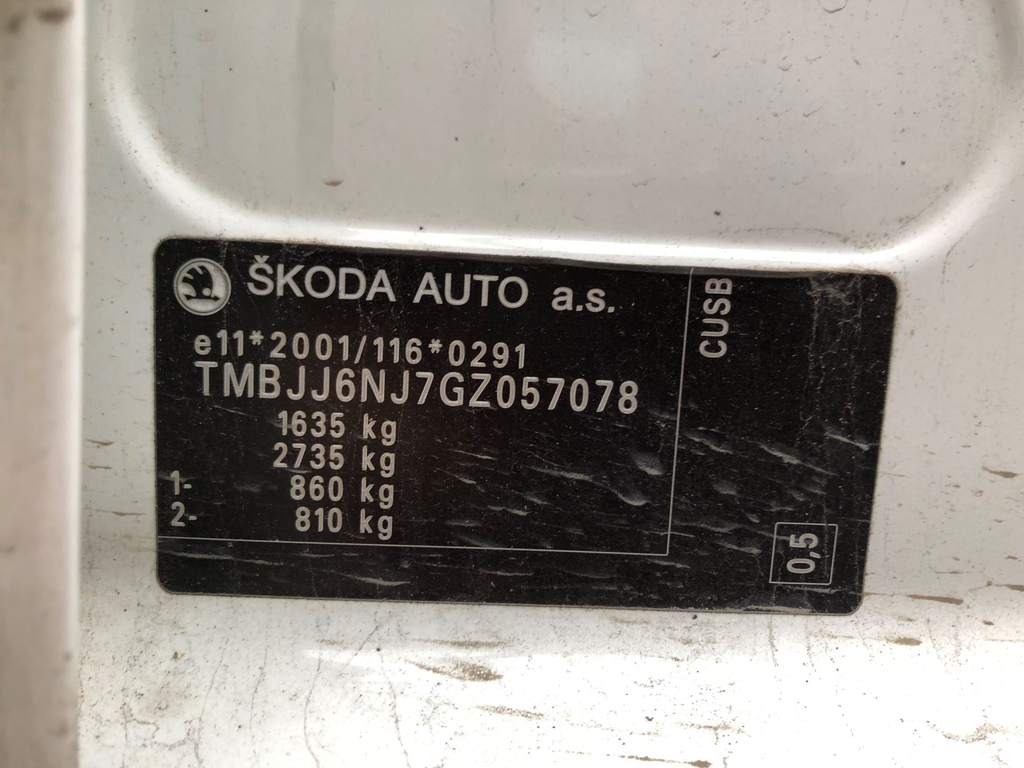 ŠKODA AUTO a.s.
e11*2001/116*0291
TMBJJ6NJ7GZ057078
1635 kg
2735 kg
1- 860 kg
2- 810 kg
CUSB
0,5